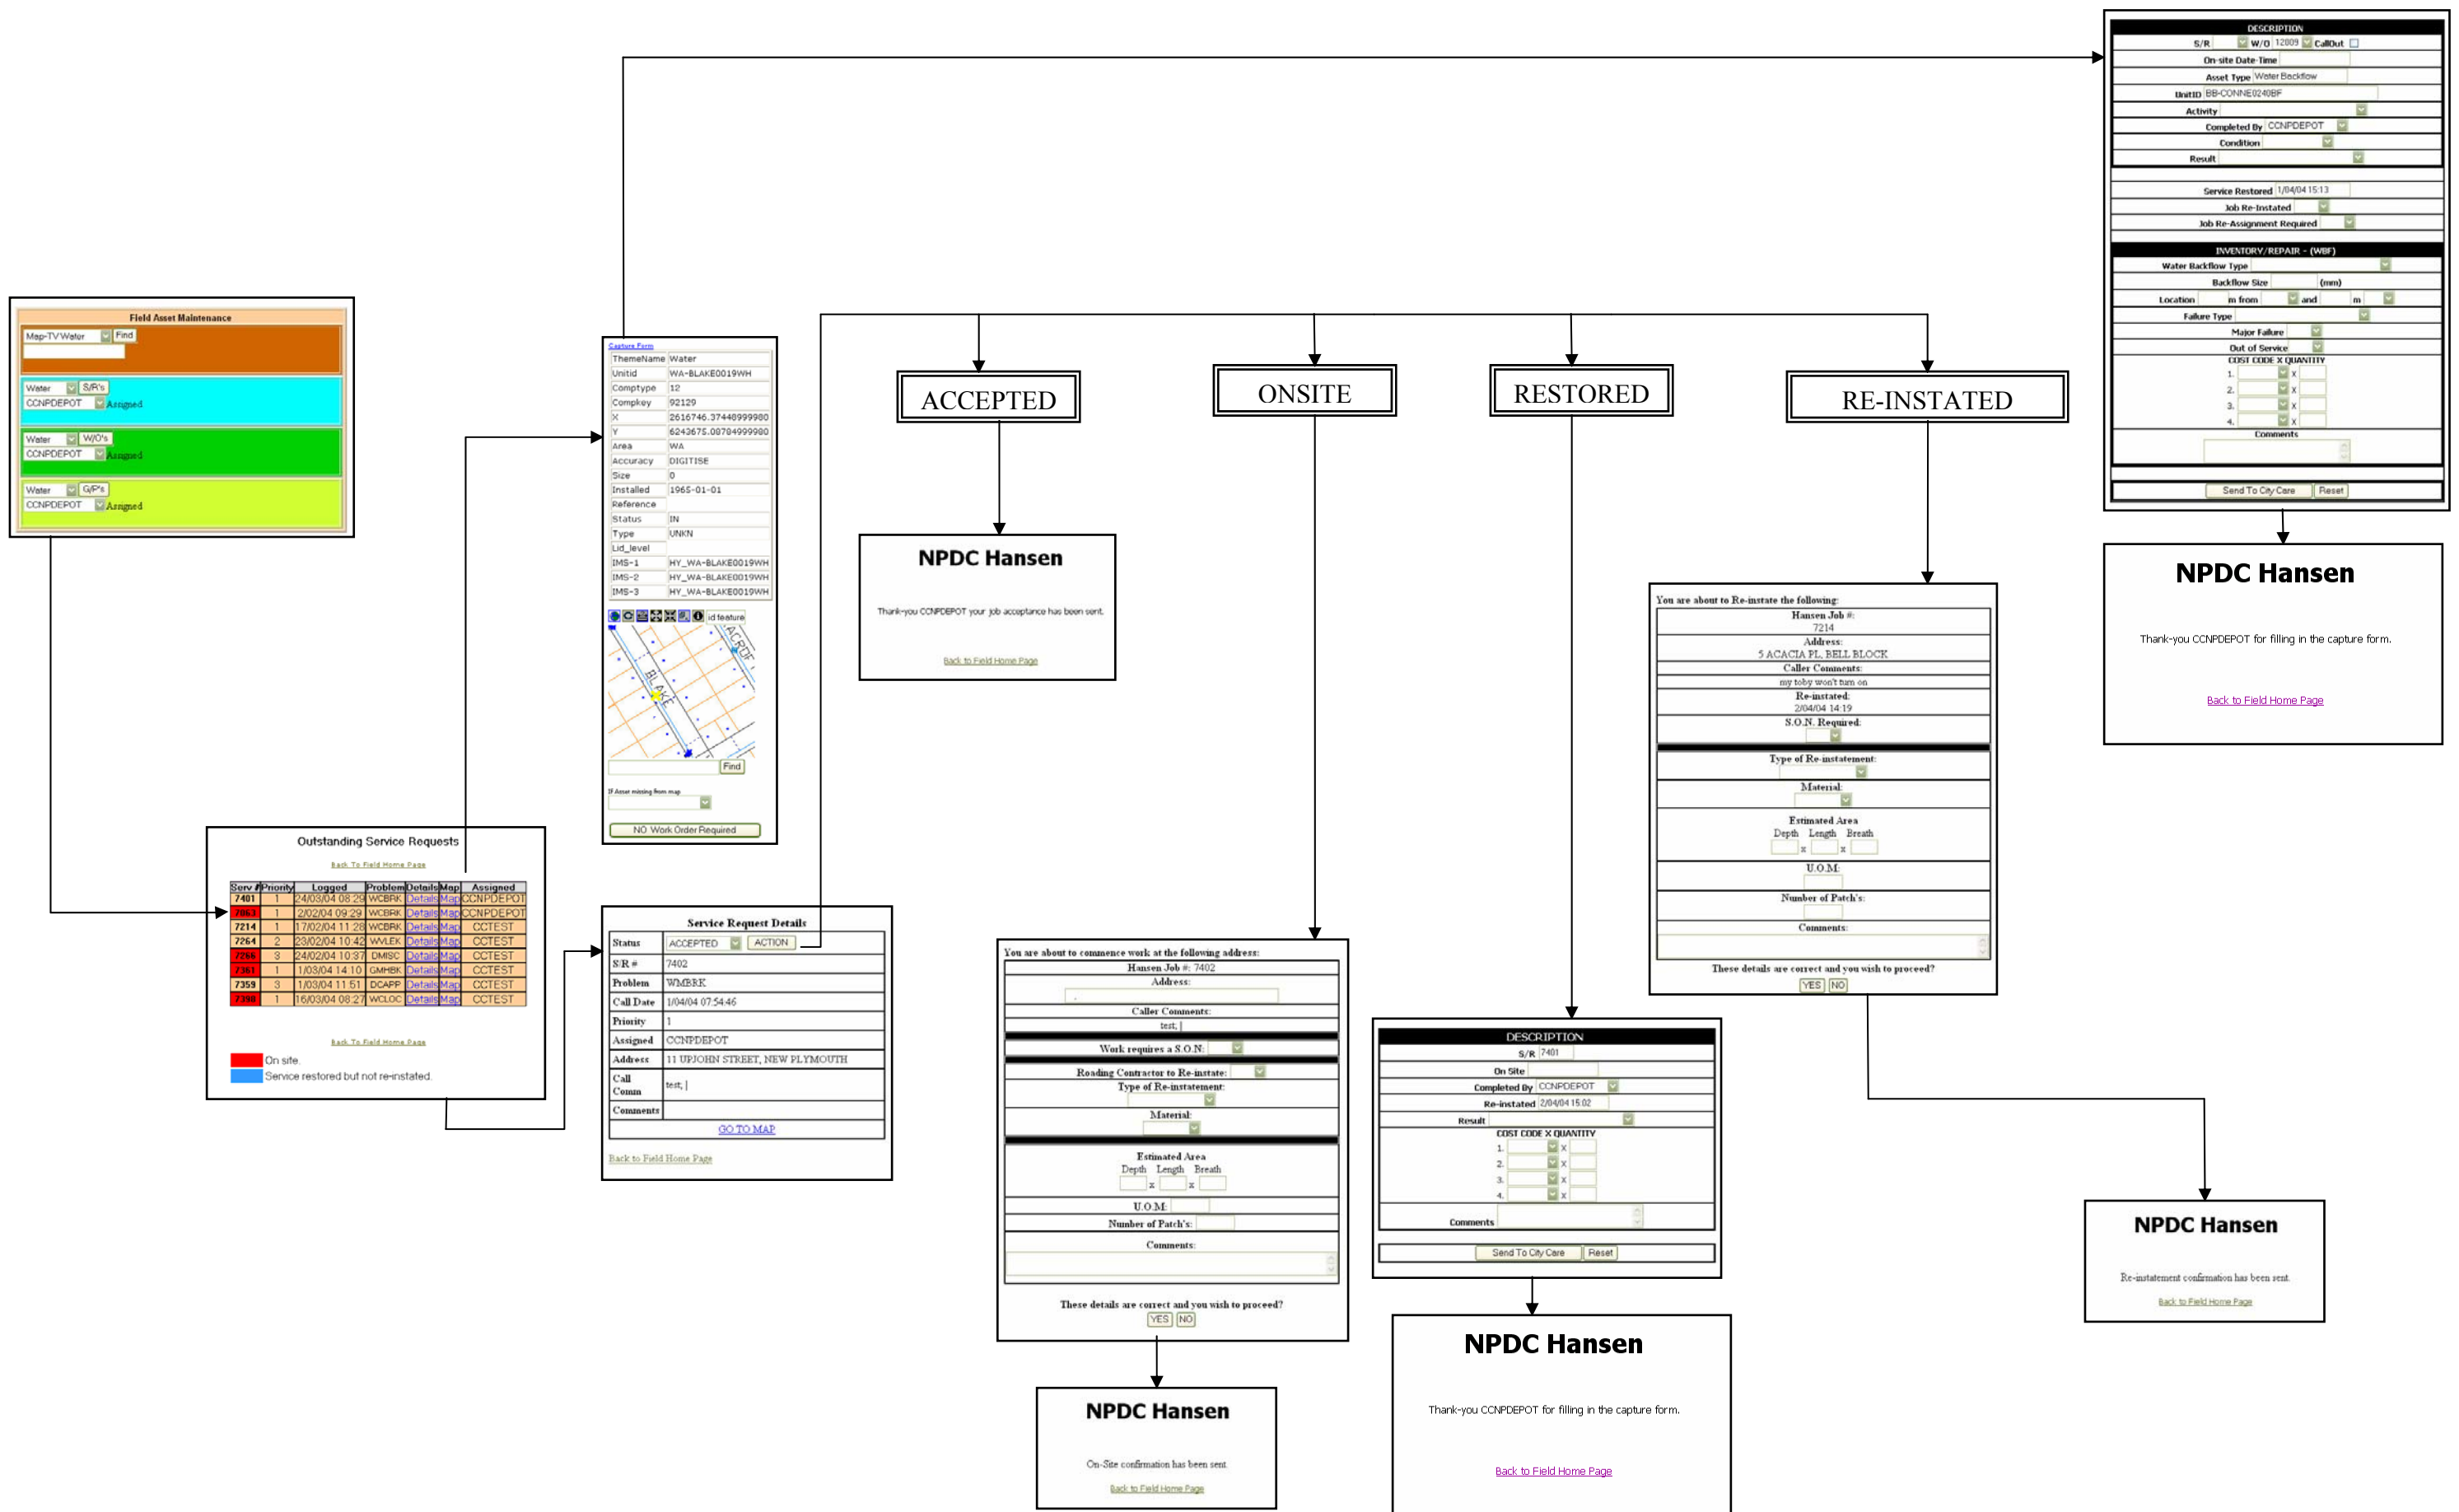 Field Asset Maintenance
Map-TV Water Find
Water S/R's
CCNPDEPOT Assigned
Water W/O's
CCNPDEPOT Assigned
Water G/P's
CCNPDEPOT Assigned
Outstanding Service Requests
Back To Field Home Page
Serv # Priority Logged Problem Details Map Assigned
7401 1 24/03/04 08:29 WCBRK Details Map CCNPDEPOT
7063 1 2/02/04 09:29 WCBRK Details Map CCNPDEPOT
7214 1 17/02/04 11:28 WCBRK Details Map CCTEST
7264 2 23/02/04 10:42 WVLEK Details Map CCTEST
7266 3 24/02/04 10:37 DMISC Details Map CCTEST
7361 1 1/03/04 14:10 GMHBK Details Map CCTEST
7359 3 1/03/04 11:51 DCAPP Details Map CCTEST
7398 1 16/03/04 08:27 WCLOC Details Map CCTEST
Back To Field Home Page
On site.
Service restored but not re-instated.
Capture Form
ThemeName Water
Unitid WA-BLAKE0019WH
Comptype 12
Compkey 92129
X 2616746.37448999980
Y 6243675.08784999980
Area WA
Accuracy DIGITISE
Size 0
Installed 1965-01-01
Reference
Status IN
Type UNKN
Lid_level
IMS-1 HY_WA-BLAKE0019WH
IMS-2 HY_WA-BLAKE0019WH
IMS-3 HY_WA-BLAKE0019WH
id feature
BLAKE
Find
If Asset missing from map
NO Work Order Required
Service Request Details
Status ACCEPTED ACTION
S/R # 7402
Problem WMBRK
Call Date 1/04/04 07:54:46
Priority 1
Assigned CCNPDEPOT
Address 11 UPJOHN STREET, NEW PLYMOUTH
Call Comm test; |
Comments
GO TO MAP
Back to Field Home Page
ACCEPTED
NPDC Hansen
Thank-you CCNPDEPOT your job acceptance has been sent.
Back to Field Home Page
ONSITE
You are about to commence work at the following address:
Hansen Job #: 7402
Address:
,
Caller Comments:
test; |
Work requires a S.O.N:
Roading Contractor to Re-instate:
Type of Re-instatement:
Material:
Estimated Area
Depth Length Breath
x x
U.O.M:
Number of Patch's:
Comments:
These details are correct and you wish to proceed?
YES NO
NPDC Hansen
On-Site confirmation has been sent.
Back to Field Home Page
RESTORED
DESCRIPTION
S/R 7401
On Site
Completed By CCNPDEPOT
Re-instated 2/04/04 15:02
Result
COST CODE X QUANTITY
1. X
2. X
3. X
4. X
Comments
Send To City Care Reset
NPDC Hansen
Thank-you CCNPDEPOT for filling in the capture form.
Back to Field Home Page
RE-INSTATED
You are about to Re-instate the following:
Hansen Job #:
7214
Address:
5 ACACIA PL, BELL BLOCK
Caller Comments:
my toby won't turn on
Re-instated:
2/04/04 14:19
S.O.N. Required:
Type of Re-instatement:
Material:
Estimated Area
Depth Length Breath
x x
U.O.M:
Number of Patch's:
Comments:
These details are correct and you wish to proceed?
YES NO
NPDC Hansen
Re-instatement confirmation has been sent.
Back to Field Home Page
DESCRIPTION
S/R W/O 12809 CallOut
On-site Date-Time
Asset Type Water Backflow
UnitID BB-CONNE0240BF
Activity
Completed By CCNPDEPOT
Condition
Result
Service Restored 1/04/04 15:13
Job Re-Instated
Job Re-Assignment Required
INVENTORY/REPAIR - (WBF)
Water Backflow Type
Backflow Size (mm)
Location m from and m
Failure Type
Major Failure
Out of Service
COST CODE X QUANTITY
1. X
2. X
3. X
4. X
Comments
Send To City Care Reset
NPDC Hansen
Thank-you CCNPDEPOT for filling in the capture form.
Back to Field Home Page